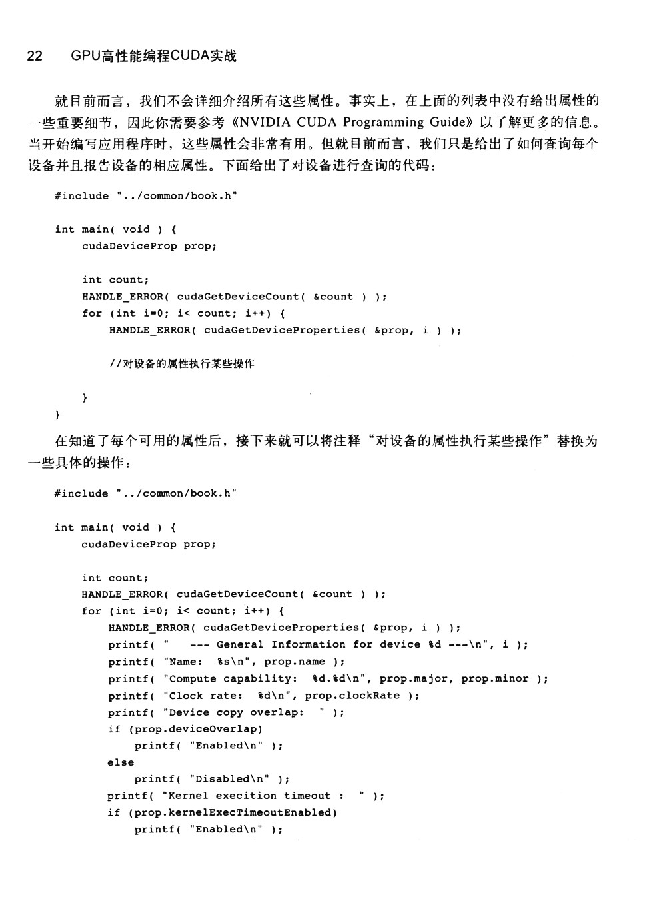 22 GPU高性能编程CUDA实战
就目前而言，我们不会详细介绍所有这些属性。事实上，在上面的列表中没有给出属性的
一些重要细节，因此你需要参考《NVIDIA CUDA Programming Guide》以了解更多的信息。
当开始编写应用程序时，这些属性会非常有用。但就目前而言，我们只是给出了如何查询每个
设备并且报告设备的相应属性。下面给出了对设备进行查询的代码：
#include "../common/book.h"
int main( void ) {
cudaDeviceProp prop;
int count;
HANDLE_ERROR( cudaGetDeviceCount( &count ) );
for (int i=0; i< count; i++) {
HANDLE_ERROR( cudaGetDeviceProperties( &prop, i ) );
//对设备的属性执行某些操作
}
}
在知道了每个可用的属性后，接下来就可以将注释“对设备的属性执行某些操作”替换为
一些具体的操作：
#include "../common/book.h"
int main( void ) {
cudaDeviceProp prop;
int count;
HANDLE_ERROR( cudaGetDeviceCount( &count ) );
for (int i=0; i< count; i++) {
HANDLE_ERROR( cudaGetDeviceProperties( &prop, i ) );
printf( "   --- General Information for device %d ---\n", i );
printf( "Name:  %s\n", prop.name );
printf( "Compute capability:  %d.%d\n", prop.major, prop.minor );
printf( "Clock rate:  %d\n", prop.clockRate );
printf( "Device copy overlap:  " );
if (prop.deviceOverlap)
printf( "Enabled\n" );
else
printf( "Disabled\n" );
printf( "Kernel execition timeout :  " );
if (prop.kernelExecTimeoutEnabled)
printf( "Enabled\n" );